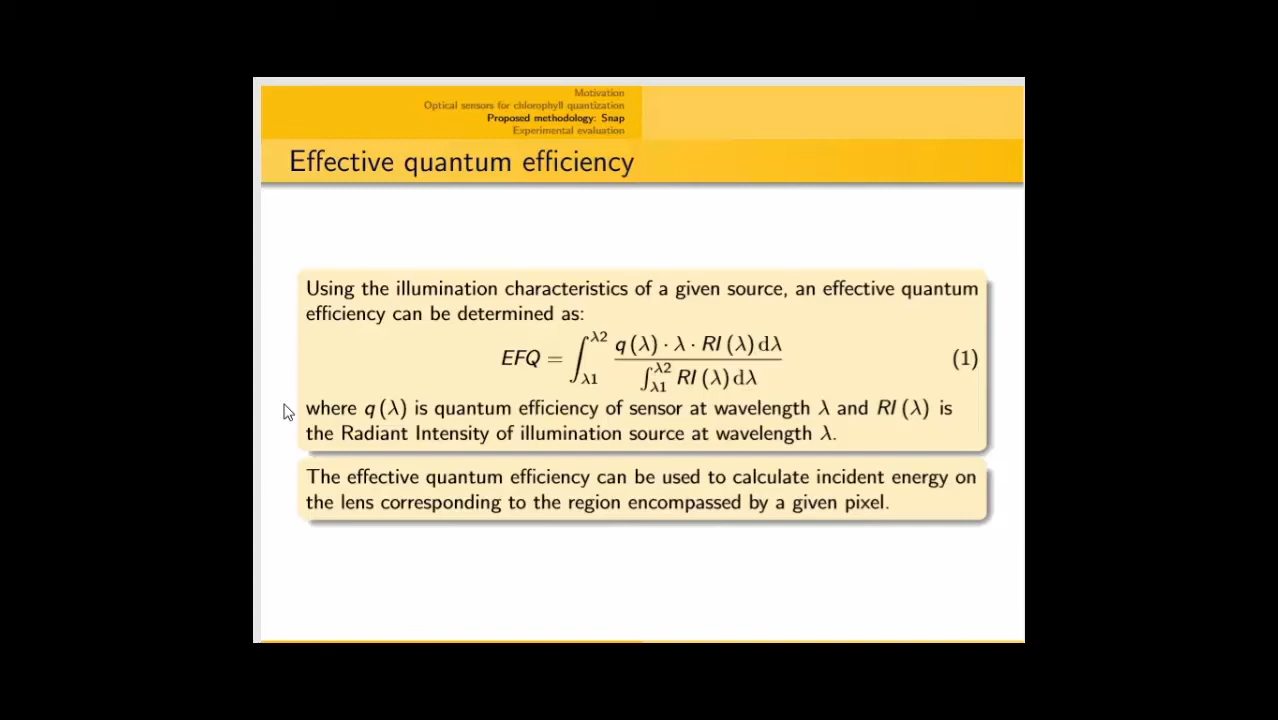 Motivation
Optical sensors for chlorophyll quantization
Proposed methodology: Snap
Experimental evaluation
Effective quantum efficiency
Using the illumination characteristics of a given source, an effective quantum
efficiency can be determined as:
EFQ = ∫_{λ1}^{λ2} \frac{q(λ) · λ · RI(λ) dλ}{∫_{λ1}^{λ2} RI(λ) dλ} (1)
where q(λ) is quantum efficiency of sensor at wavelength λ and RI(λ) is
the Radiant Intensity of illumination source at wavelength λ.
The effective quantum efficiency can be used to calculate incident energy on
the lens corresponding to the region encompassed by a given pixel.